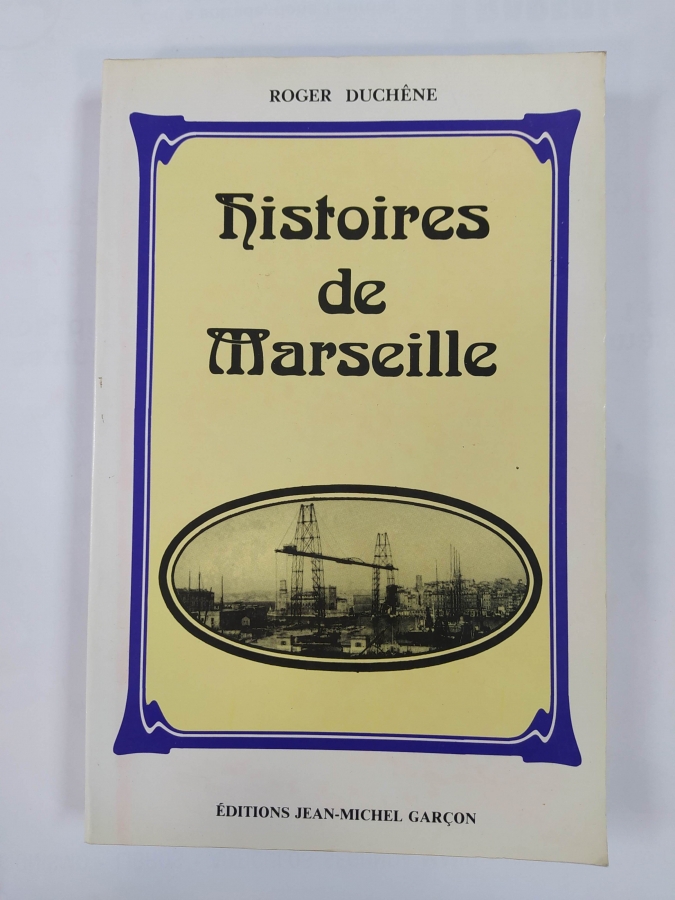 ROGER DUCHÊNE
Histoires
de
Marseille
ÉDITIONS JEAN-MICHEL GARÇON